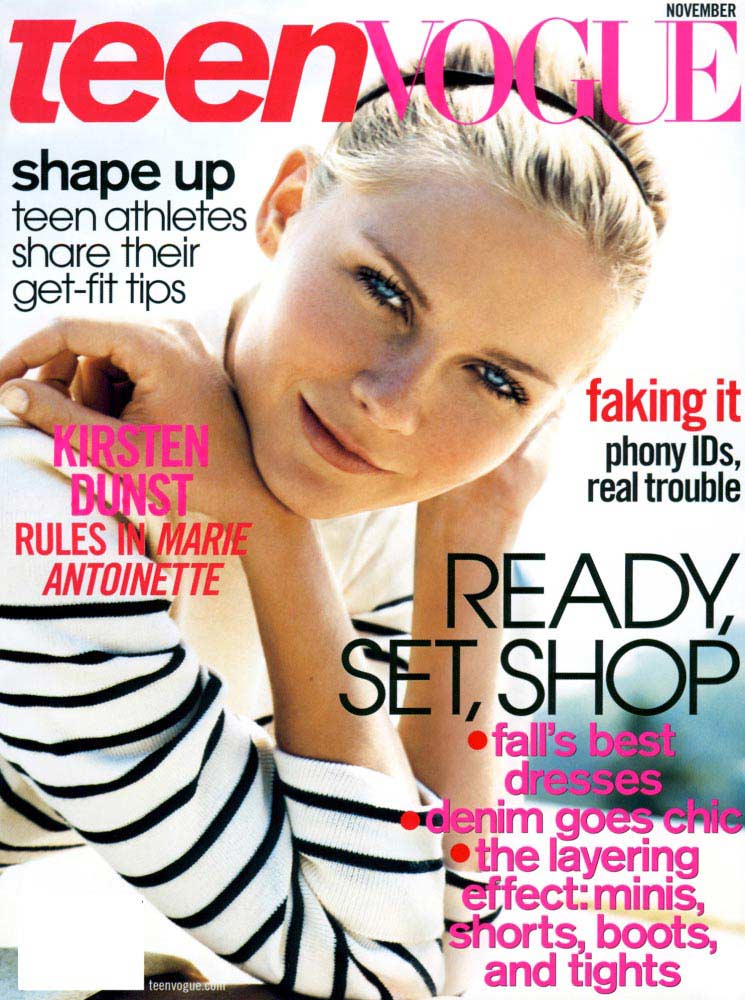 NOVEMBER
teenVOGUE
shape up
teen athletes
share their
get-fit tips
KIRSTEN
DUNST
RULES IN MARIE
ANTOINETTE
faking it
phony IDs,
real trouble
READY,
SET, SHOP
•fall's best
dresses
•denim goes chic
•the layering
effect: minis,
shorts, boots,
and tights
teenvogue.com